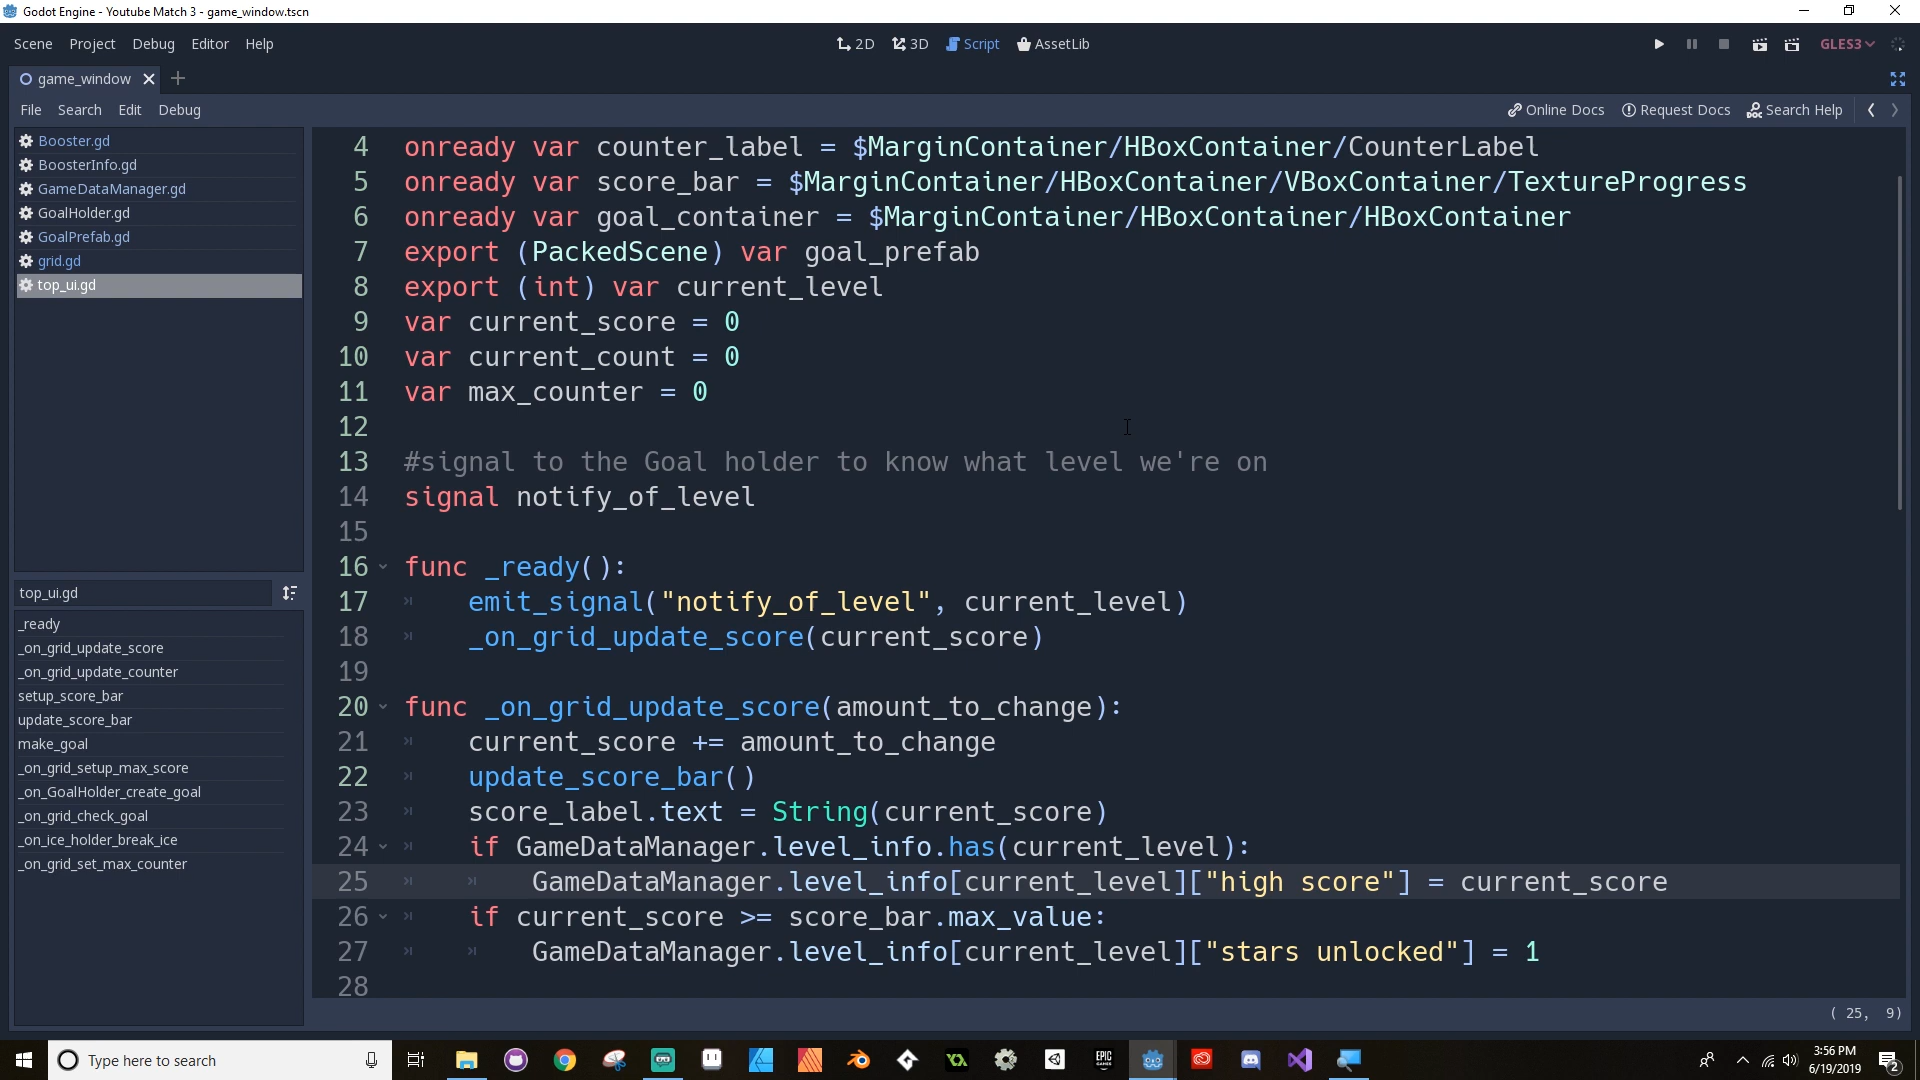 Godot Engine - Youtube Match 3 - game_window.tscn
Scene Project Debug Editor Help
2D 3D Script AssetLib
GLES3
game_window
File Search Edit Debug
Online Docs Request Docs Search Help
Booster.gd
BoosterInfo.gd
GameDataManager.gd
GoalHolder.gd
GoalPrefab.gd
grid.gd
top_ui.gd
top_ui.gd
_ready
_on_grid_update_score
_on_grid_update_counter
setup_score_bar
update_score_bar
make_goal
_on_grid_setup_max_score
_on_GoalHolder_create_goal
_on_grid_check_goal
_on_ice_holder_break_ice
_on_grid_set_max_counter
4 onready var counter_label = $MarginContainer/HBoxContainer/CounterLabel
5 onready var score_bar = $MarginContainer/HBoxContainer/VBoxContainer/TextureProgress
6 onready var goal_container = $MarginContainer/HBoxContainer/HBoxContainer
7 export (PackedScene) var goal_prefab
8 export (int) var current_level
9 var current_score = 0
10 var current_count = 0
11 var max_counter = 0
12
13 #signal to the Goal holder to know what level we're on
14 signal notify_of_level
15
16 func _ready():
17 emit_signal("notify_of_level", current_level)
18 _on_grid_update_score(current_score)
19
20 func _on_grid_update_score(amount_to_change):
21 current_score += amount_to_change
22 update_score_bar()
23 score_label.text = String(current_score)
24 if GameDataManager.level_info.has(current_level):
25 GameDataManager.level_info[current_level]["high score"] = current_score
26 if current_score >= score_bar.max_value:
27 GameDataManager.level_info[current_level]["stars unlocked"] = 1
28
( 25, 9)
Type here to search
EPIC GAMES
3:56 PM
6/19/2019
2